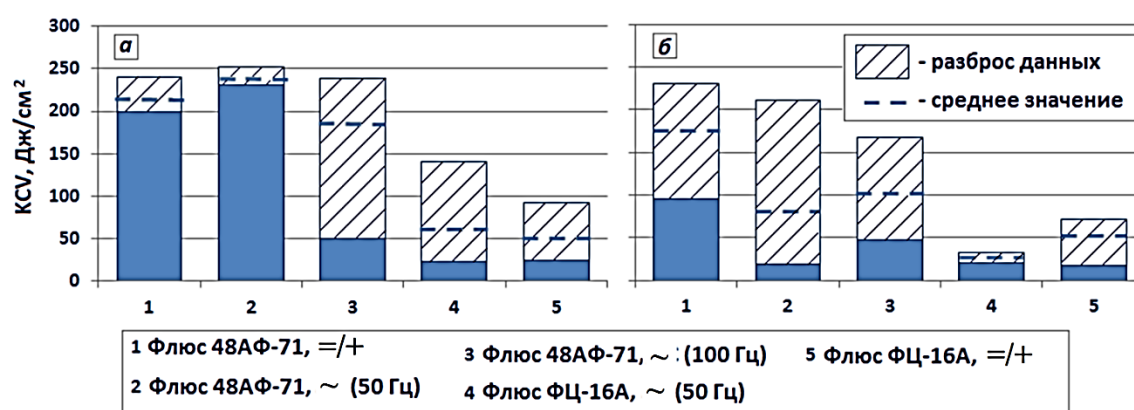 KCV, Дж/см²
300
250
200
150
100
50
0
а
б
- разброс данных
- среднее значение
1 2 3 4 5
1 2 3 4 5
1 Флюс 48АФ-71, =/+
2 Флюс 48АФ-71, ~ (50 Гц)
3 Флюс 48АФ-71, ~ (100 Гц)
4 Флюс ФЦ-16А, ~ (50 Гц)
5 Флюс ФЦ-16А, =/+